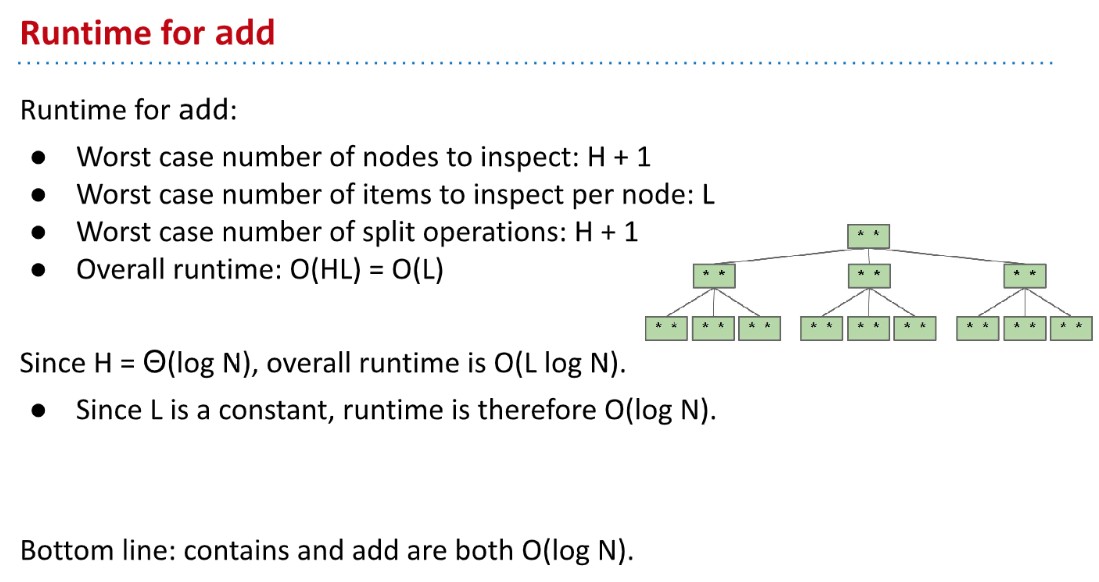 Runtime for add
Runtime for add:
● Worst case number of nodes to inspect: H + 1
● Worst case number of items to inspect per node: L
● Worst case number of split operations: H + 1
● Overall runtime: O(HL) = O(L)
* *
* * * * * *
* * * * * * * * * * * * * * * * * *
Since H = Θ(log N), overall runtime is O(L log N).
● Since L is a constant, runtime is therefore O(log N).
Bottom line: contains and add are both O(log N).